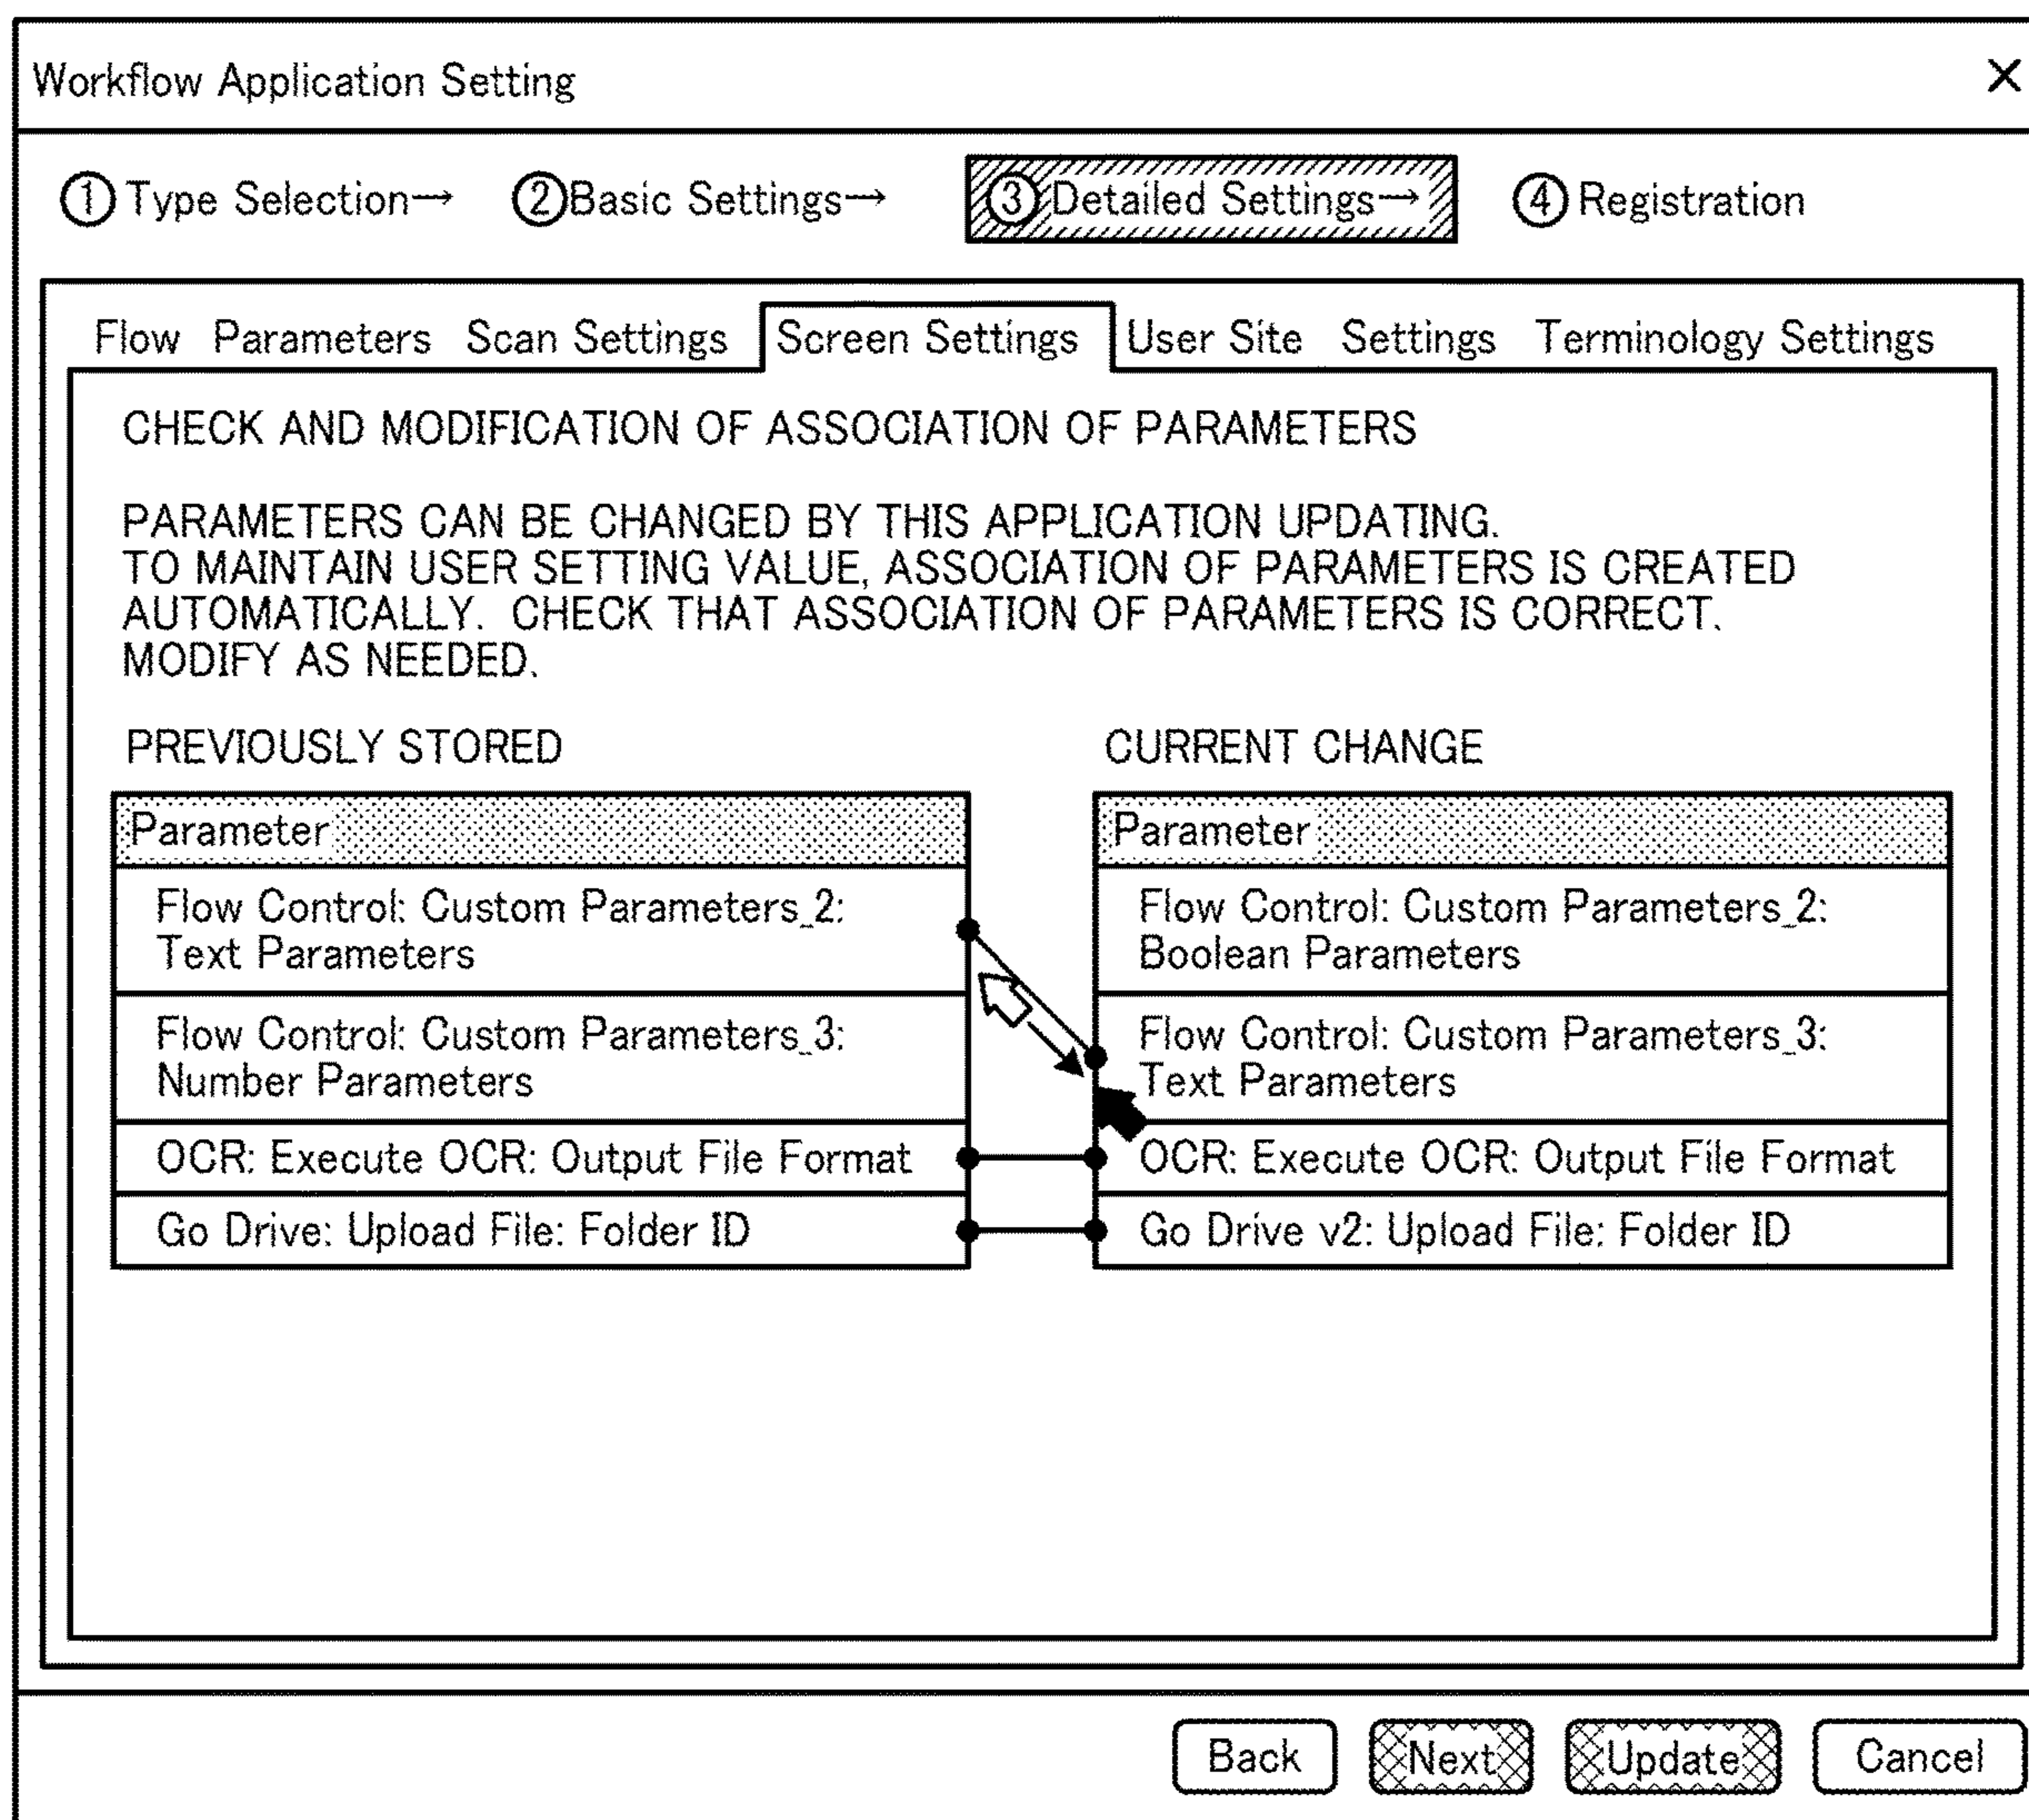 Workflow Application Setting ×
① Type Selection→ ②Basic Settings→ ③Detailed Settings→ ④Registration
Flow Parameters Scan Settings Screen Settings User Site Settings Terminology Settings
CHECK AND MODIFICATION OF ASSOCIATION OF PARAMETERS
PARAMETERS CAN BE CHANGED BY THIS APPLICATION UPDATING.
TO MAINTAIN USER SETTING VALUE, ASSOCIATION OF PARAMETERS IS CREATED
AUTOMATICALLY. CHECK THAT ASSOCIATION OF PARAMETERS IS CORRECT.
MODIFY AS NEEDED.
PREVIOUSLY STORED
Parameter
Flow Control: Custom Parameters_2:
Text Parameters
Flow Control: Custom Parameters_3:
Number Parameters
OCR: Execute OCR: Output File Format
Go Drive: Upload File: Folder ID
CURRENT CHANGE
Parameter
Flow Control: Custom Parameters_2:
Boolean Parameters
Flow Control: Custom Parameters_3:
Text Parameters
OCR: Execute OCR: Output File Format
Go Drive v2: Upload File: Folder ID
Back Next Update Cancel